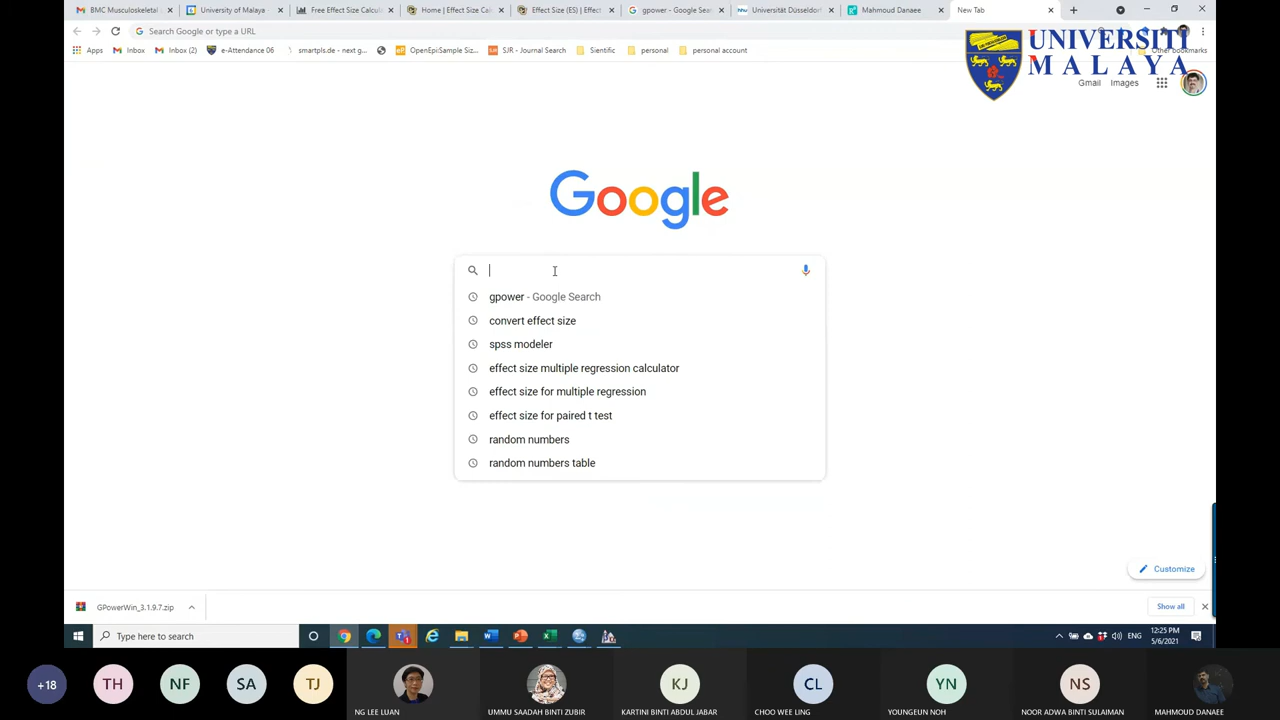 BMC Musculoskeletal
University of Malaya
Free Effect Size Calcul
Home | Effect Size Cal
Effect Size (ES) | Effect
gpower - Google Sear
Universität Düsseldorf
Mahmoud Danaee
New Tab
Search Google or type a URL
Apps
Inbox
Inbox (2)
e-Attendance 06
smartpls.de - next g...
OpenEpiSample Siz...
SJR - Journal Search
Sientific
personal
personal account
Other bookmarks
UNIVERSITI
MALAYA
Gmail
Images
Google
gpower - Google Search
convert effect size
spss modeler
effect size multiple regression calculator
effect size for multiple regression
effect size for paired t test
random numbers
random numbers table
Customize
GPowerWin_3.1.9.7.zip
Show all
Type here to search
ENG
12:25 PM
5/6/2021
+18
TH
NF
SA
TJ
KJ
CL
YN
NS
NG LEE LUAN
UMMU SAADAH BINTI ZUBIR
KARTINI BINTI ABDUL JABAR
CHOO WEE LING
YOUNGEUN NOH
NOOR ADWA BINTI SULAIMAN
MAHMOUD DANAEE